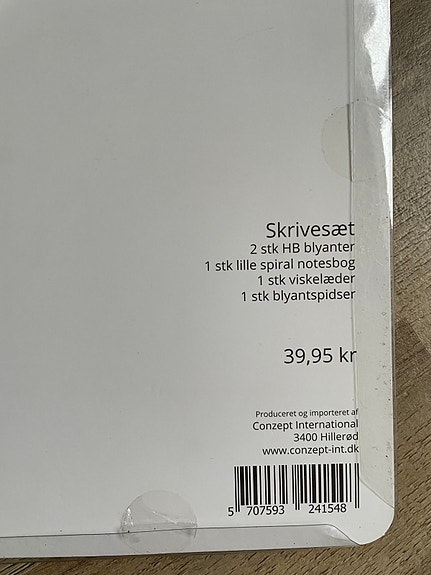 Skrivesæt
2 stk HB blyanter
1 stk lille spiral notesbog
1 stk viskelæder
1 stk blyantspidser
39,95 kr
Produceret og importeret af
Conzept International
3400 Hillerød
www.conzept-int.dk
5 707593 241548